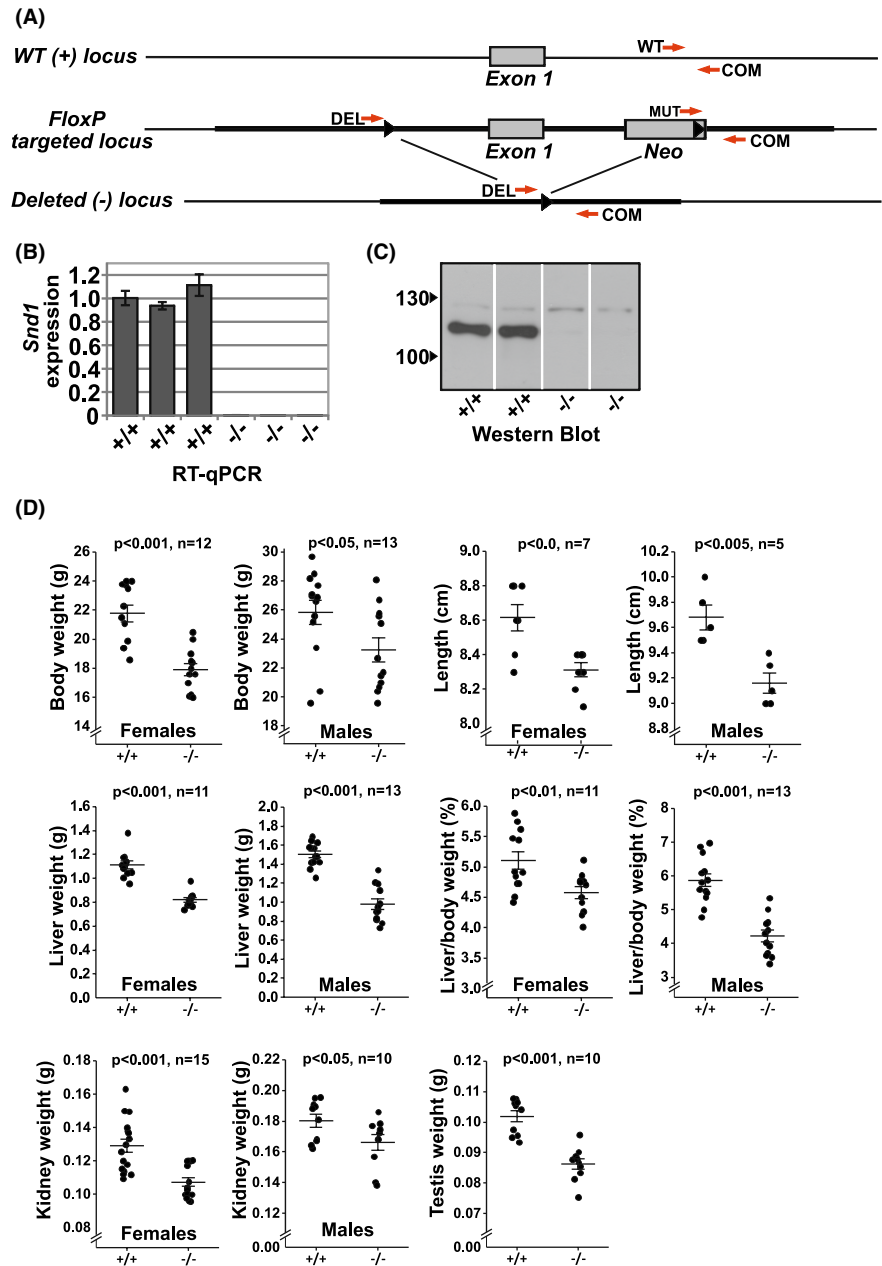 (A)
WT (+) locus
Exon 1
WT
COM
FloxP
targeted locus
DEL
Exon 1
MUT
Neo
COM
Deleted (-) locus
DEL
COM
(B)
Snd1
expression
1.2
1.0
0.8
0.6
0.4
0.2
0
+/+
+/+
+/+
-/-
-/-
-/-
RT-qPCR
(C)
130
100
+/+
+/+
-/-
-/-
Western Blot
(D)
p<0.001, n=12
Body weight (g)
26
24
22
20
18
16
14
Females
+/+
-/-
p<0.05, n=13
Body weight (g)
30
28
26
24
22
20
18
Males
+/+
-/-
p<0.0, n=7
Length (cm)
9.0
8.8
8.6
8.4
8.2
8.0
Females
+/+
-/-
p<0.005, n=5
Length (cm)
10.2
10.0
9.8
9.6
9.4
9.2
9.0
8.8
Males
+/+
-/-
p<0.001, n=11
Liver weight (g)
1.6
1.4
1.2
1.0
0.8
0.6
0.0
Females
+/+
-/-
p<0.001, n=13
Liver weight (g)
2.0
1.8
1.6
1.4
1.2
1.0
0.8
0.6
0.0
Males
+/+
-/-
p<0.01, n=11
Liver/body weight (%)
6.0
5.5
5.0
4.5
4.0
3.0
Females
+/+
-/-
p<0.001, n=13
Liver/body weight (%)
8
7
6
5
4
3
Males
+/+
-/-
p<0.001, n=15
Kidney weight (g)
0.18
0.16
0.14
0.12
0.10
0.08
Females
+/+
-/-
p<0.05, n=10
Kidney weight (g)
0.22
0.20
0.18
0.16
0.14
0.12
0.00
Males
+/+
-/-
p<0.001, n=10
Testis weight (g)
0.12
0.11
0.10
0.09
0.08
0.07
0.00
+/+
-/-